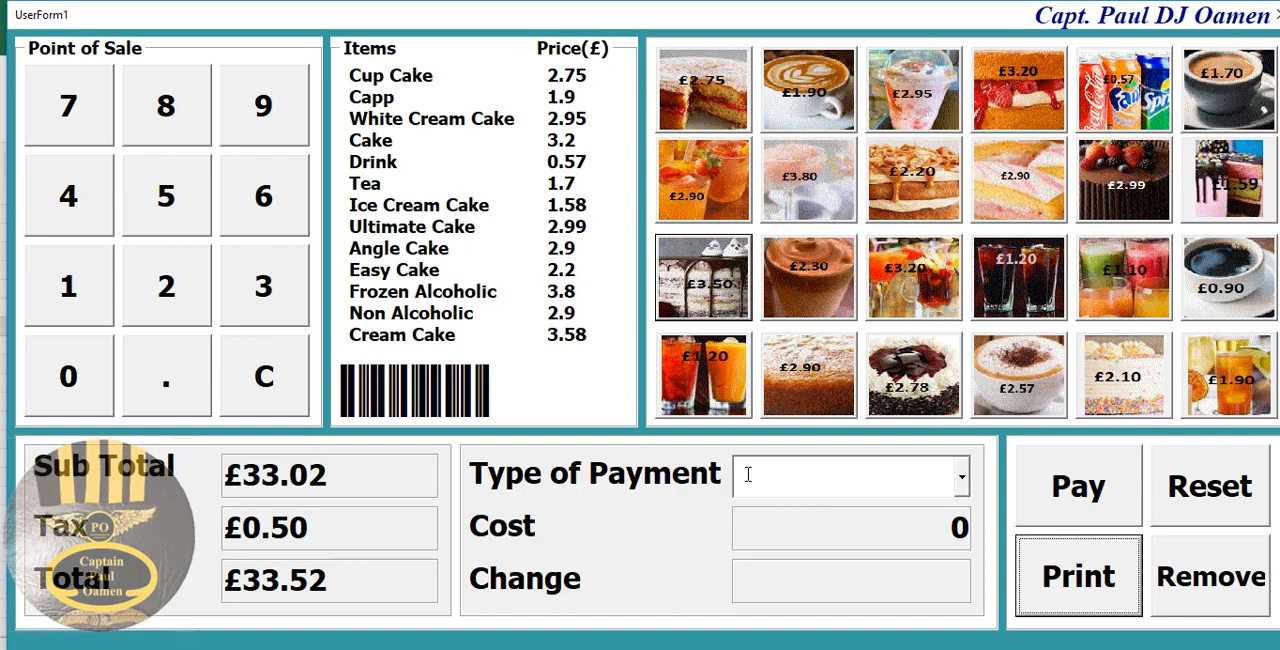 UserForm1
Capt. Paul DJ Oamen
Point of Sale
7 8 9
4 5 6
1 2 3
0 . C
Items Price(£)
Cup Cake 2.75
Capp 1.9
White Cream Cake 2.95
Cake 3.2
Drink 0.57
Tea 1.7
Ice Cream Cake 1.58
Ultimate Cake 2.99
Angle Cake 2.9
Easy Cake 2.2
Frozen Alcoholic 3.8
Non Alcoholic 2.9
Cream Cake 3.58
£2.75 £1.90 £2.95 £3.20 £0.57 £1.70
£2.90 £3.80 £2.20 £2.90 £2.99 £1.59
£3.50 £2.30 £3.20 £1.20 £1.10 £0.90
£1.20 £2.90 £2.78 £2.57 £2.10 £1.90
Sub Total £33.02
Tax £0.50
Total £33.52
PO
Captain
Paul
Oamen
Type of Payment
Cost 0
Change
Pay Reset
Print Remove